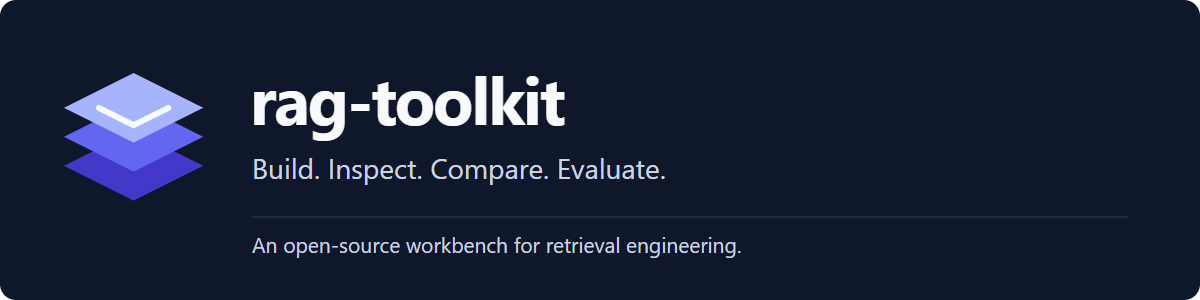 rag-toolkit
Build. Inspect. Compare. Evaluate.
An open-source workbench for retrieval engineering.